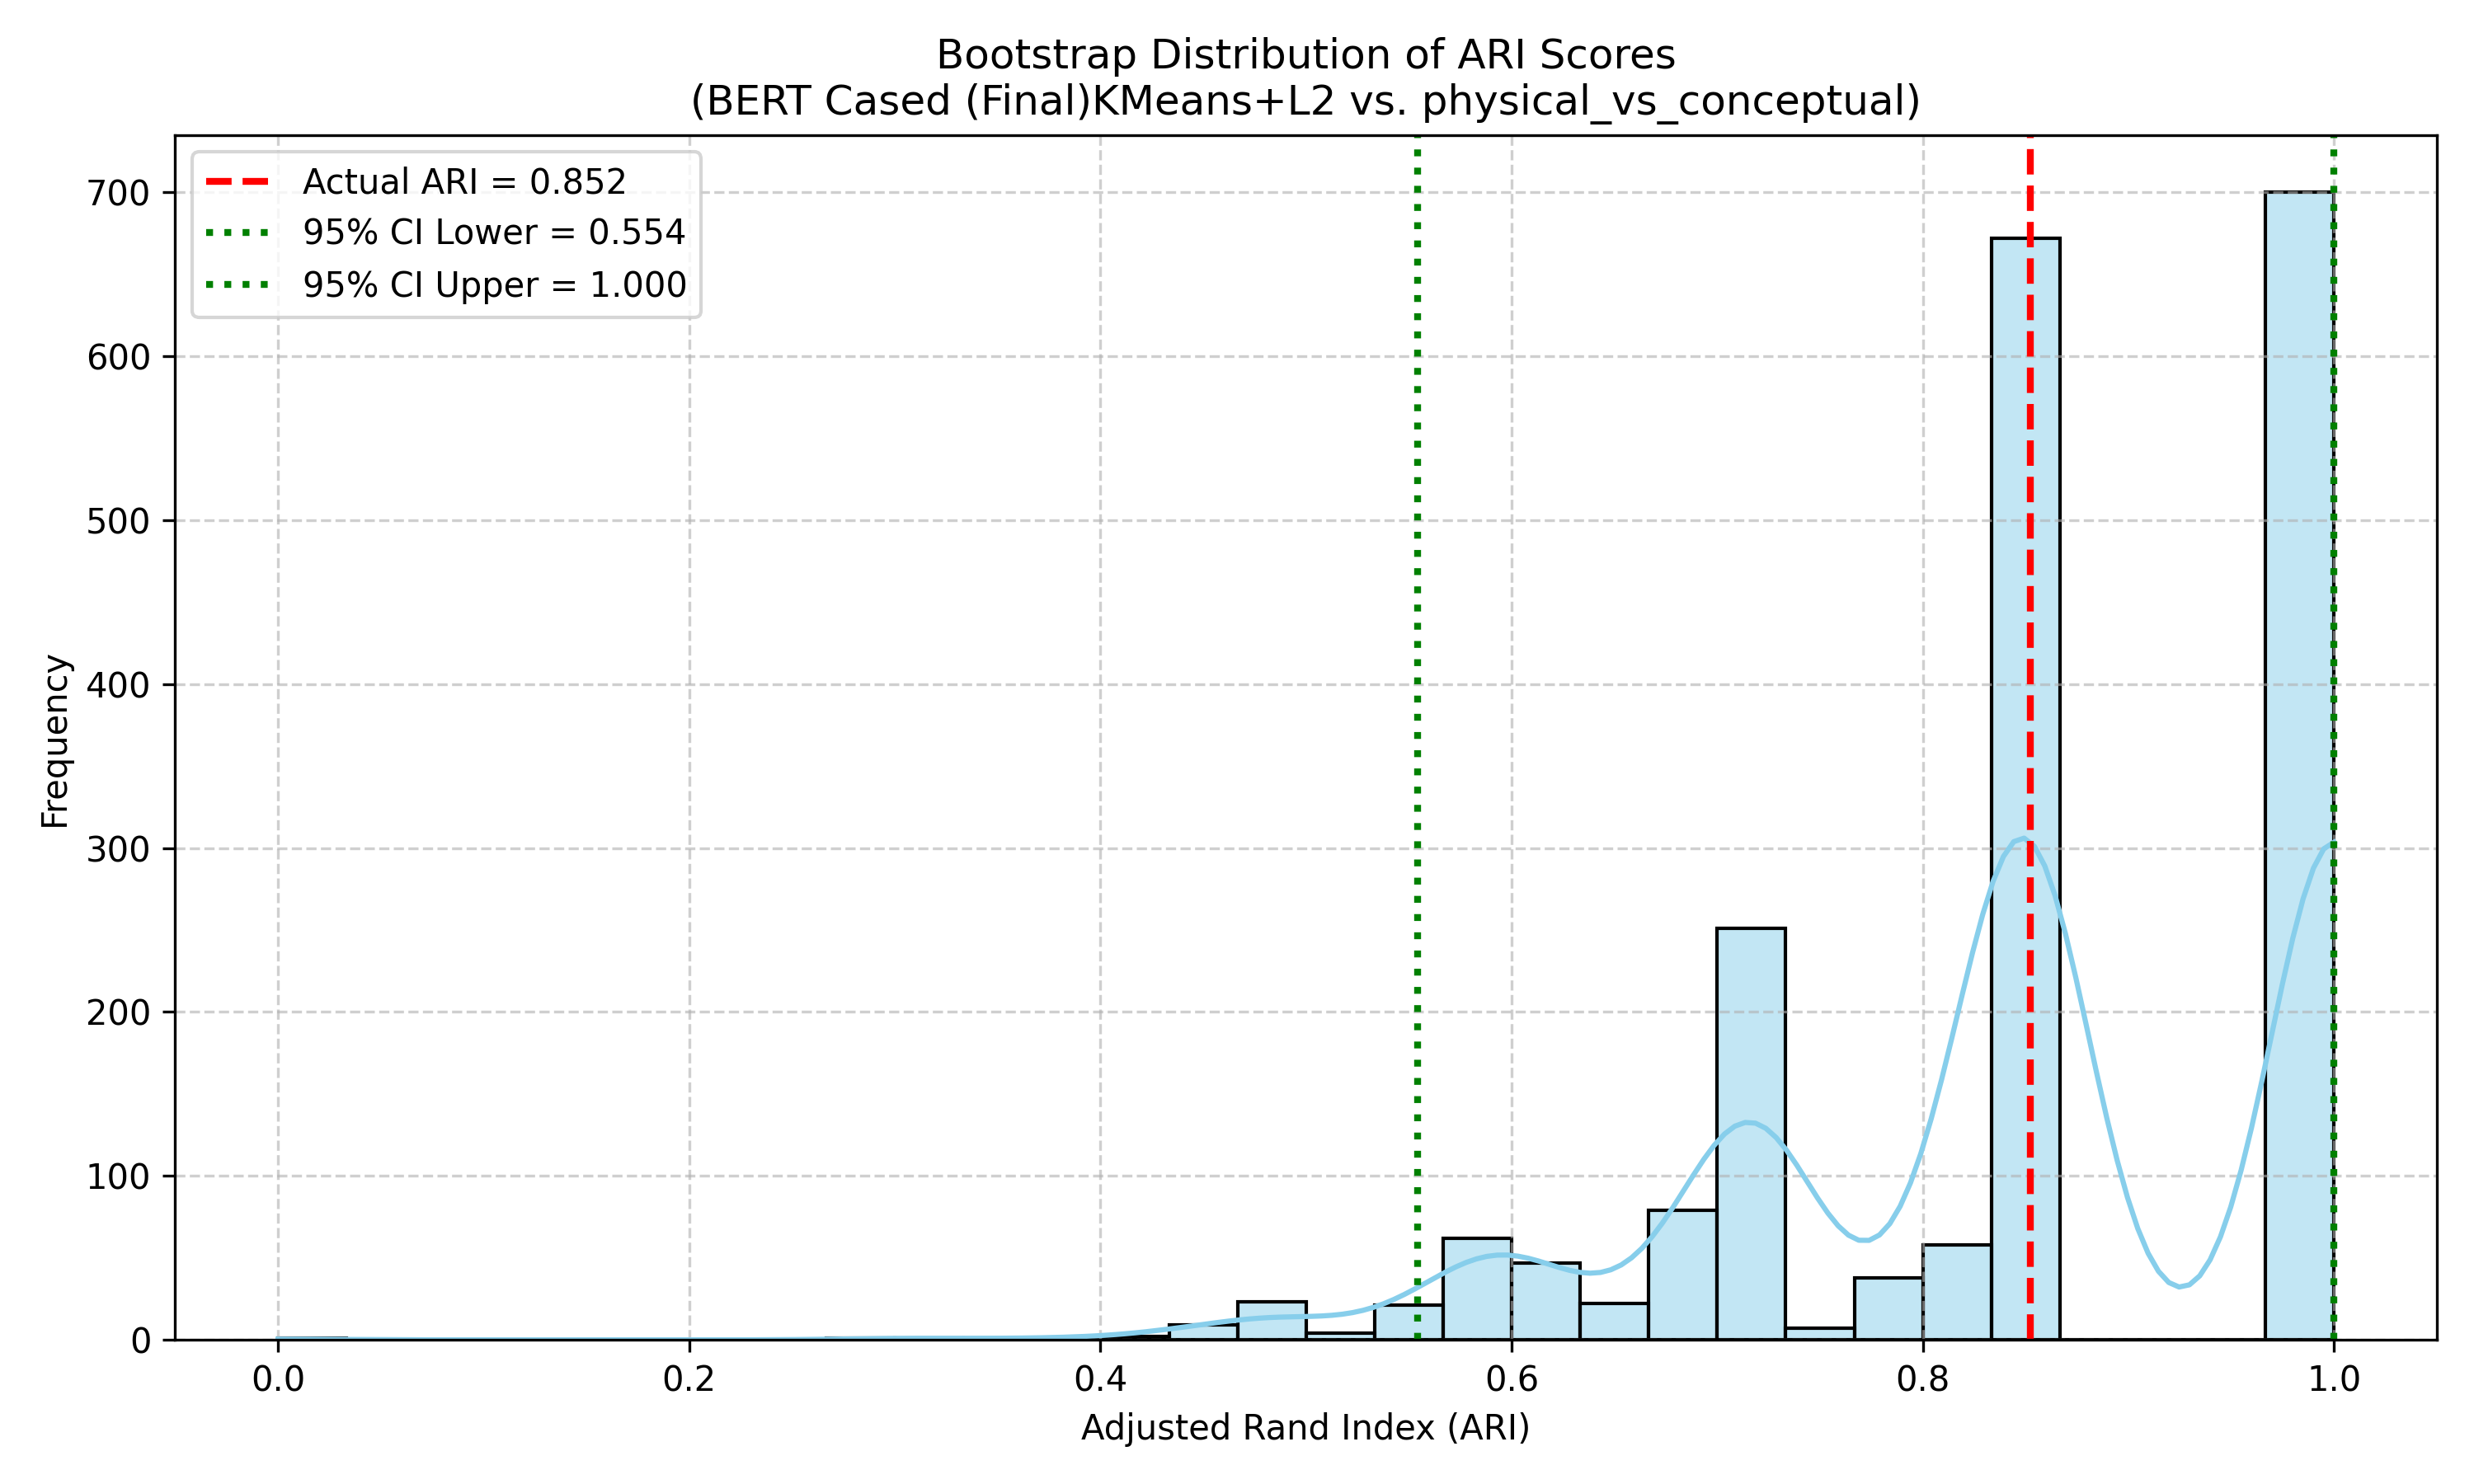 Bootstrap Distribution of ARI Scores
(BERT Cased (Final)KMeans+L2 vs. physical_vs_conceptual)
Actual ARI = 0.852
95% CI Lower = 0.554
95% CI Upper = 1.000
Frequency
700
600
500
400
300
200
100
0
0.0 0.2 0.4 0.6 0.8 1.0
Adjusted Rand Index (ARI)